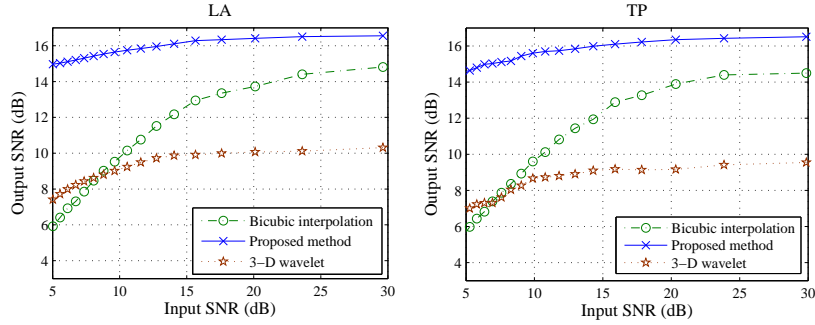 LA
Output SNR (dB)
16
14
12
10
8
6
4
5
10
15
20
25
30
Input SNR (dB)
Bicubic interpolation
Proposed method
3−D wavelet
TP
Output SNR (dB)
16
14
12
10
8
6
4
5
10
15
20
25
30
Input SNR (dB)
Bicubic interpolation
Proposed method
3−D wavelet